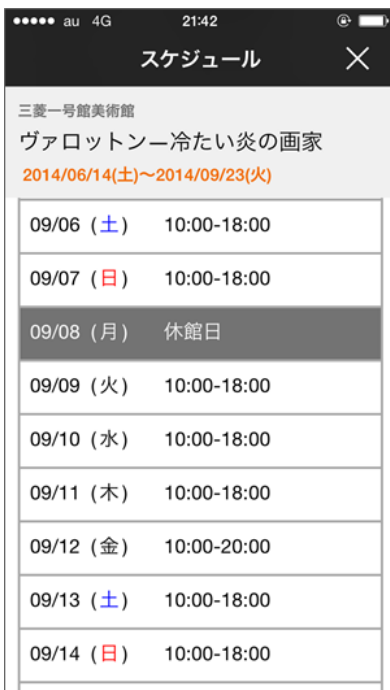 au 4G 21:42
スケジュール
三菱一号館美術館
ヴァロットンー冷たい炎の画家
2014/06/14(土)〜2014/09/23(火)
09/06 (土) 10:00-18:00
09/07 (日) 10:00-18:00
09/08 (月) 休館日
09/09 (火) 10:00-18:00
09/10 (水) 10:00-18:00
09/11 (木) 10:00-18:00
09/12 (金) 10:00-20:00
09/13 (土) 10:00-18:00
09/14 (日) 10:00-18:00